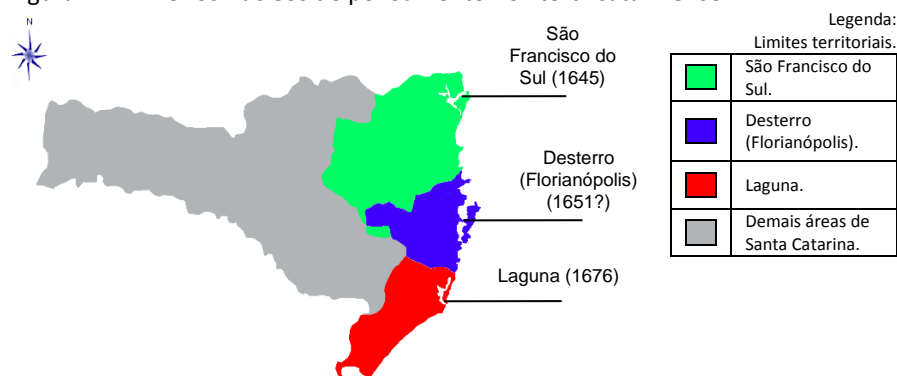 N
São
Francisco do
Sul (1645)
Desterro
(Florianópolis)
(1651?)
Laguna (1676)
Legenda:
Limites territoriais.
São Francisco do
Sul.
Desterro
(Florianópolis).
Laguna.
Demais áreas de
Santa Catarina.